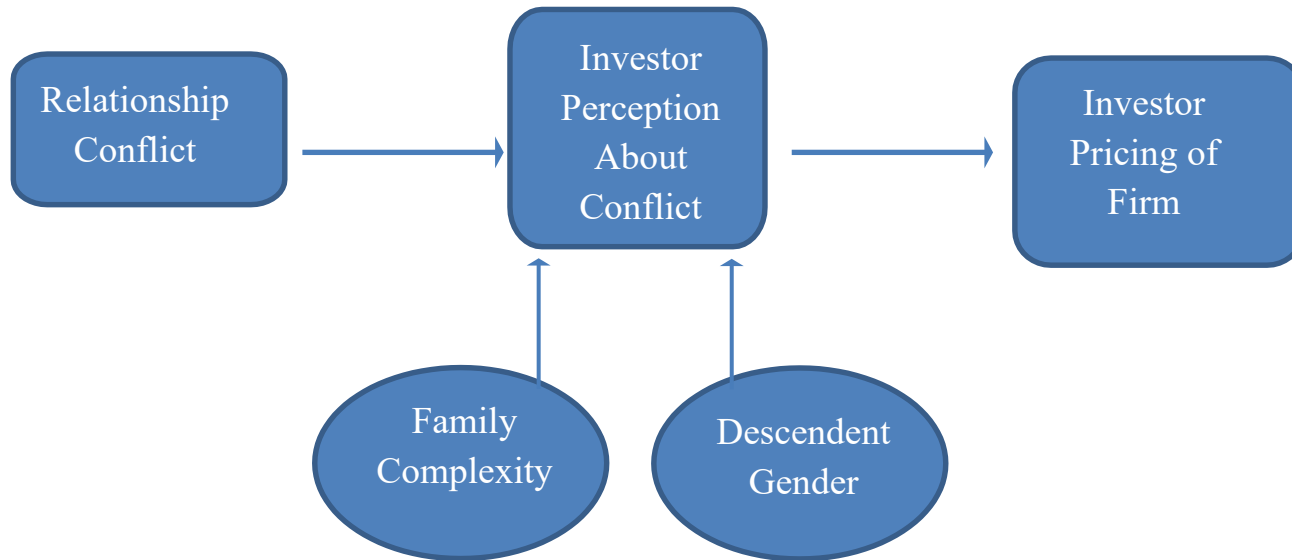 Relationship
Conflict
Investor
Perception
About
Conflict
Investor
Pricing of
Firm
Family
Complexity
Descendent
Gender